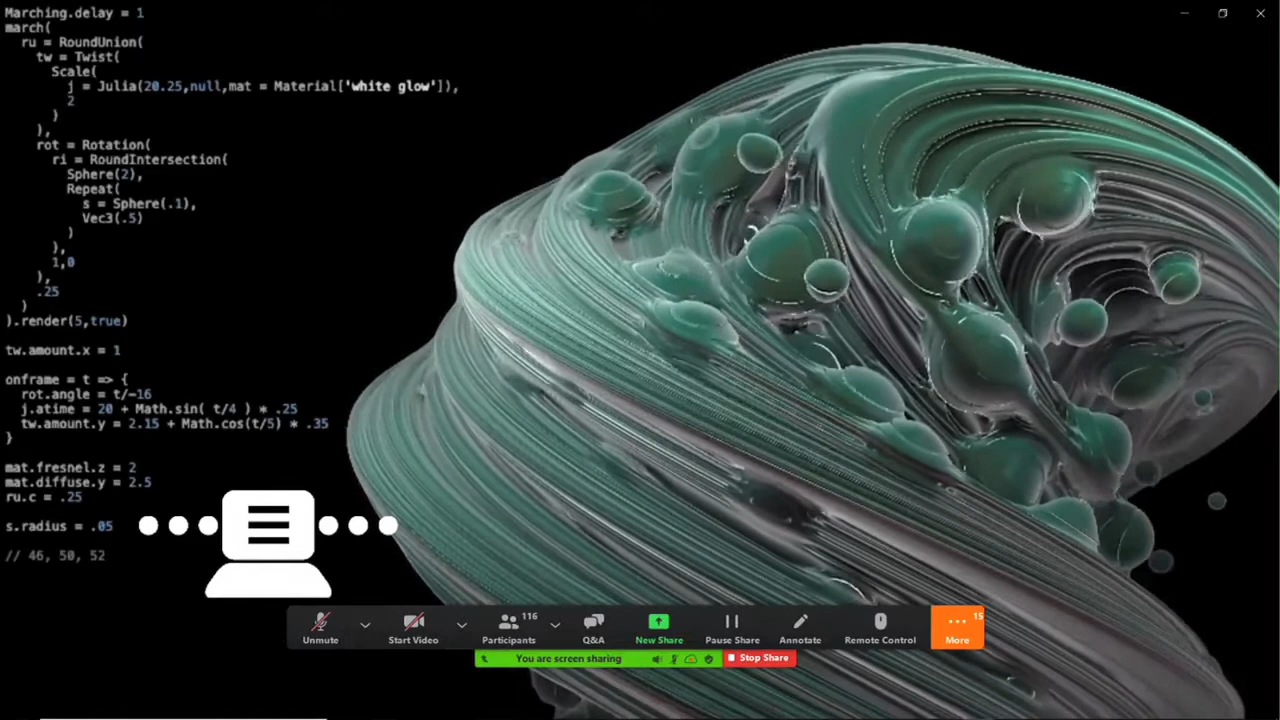 Marching.delay = 1
march(
ru = RoundUnion(
tw = Twist(
Scale(
j = Julia(20.25,null,mat = Material['white glow']),
2
)
),
rot = Rotation(
ri = RoundIntersection(
Sphere(2),
Repeat(
s = Sphere(.1),
Vec3(.5)
)
),
1,0
),
.25
)
).render(5,true)
tw.amount.x = 1
onframe = t => {
rot.angle = t/-16
j.atime = 20 + Math.sin( t/4 ) * .25
tw.amount.y = 2.15 + Math.cos(t/5) * .35
}
mat.fresnel.z = 2
mat.diffuse.y = 2.5
ru.c = .25
s.radius = .05
// 46, 50, 52
116
15
Unmute
Start Video
Participants
Q&A
New Share
Pause Share
Annotate
Remote Control
More
You are screen sharing
Stop Share